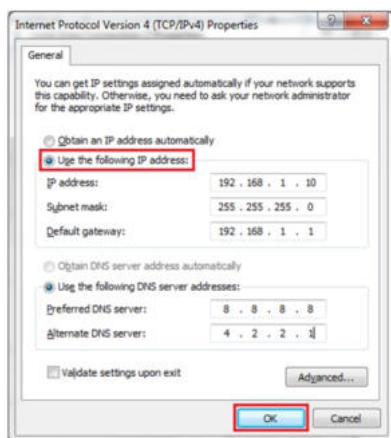 Internet Protocol Version 4 (TCP/IPv4) Properties
General
You can get IP settings assigned automatically if your network supports
this capability. Otherwise, you need to ask your network administrator
for the appropriate IP settings.
Obtain an IP address automatically
Use the following IP address:
IP address: 192 . 168 . 1 . 10
Subnet mask: 255 . 255 . 255 . 0
Default gateway: 192 . 168 . 1 . 1
Obtain DNS server address automatically
Use the following DNS server addresses:
Preferred DNS server: 8 . 8 . 8 . 8
Alternate DNS server: 4 . 2 . 2 . 1
Validate settings upon exit
Advanced...
OK Cancel